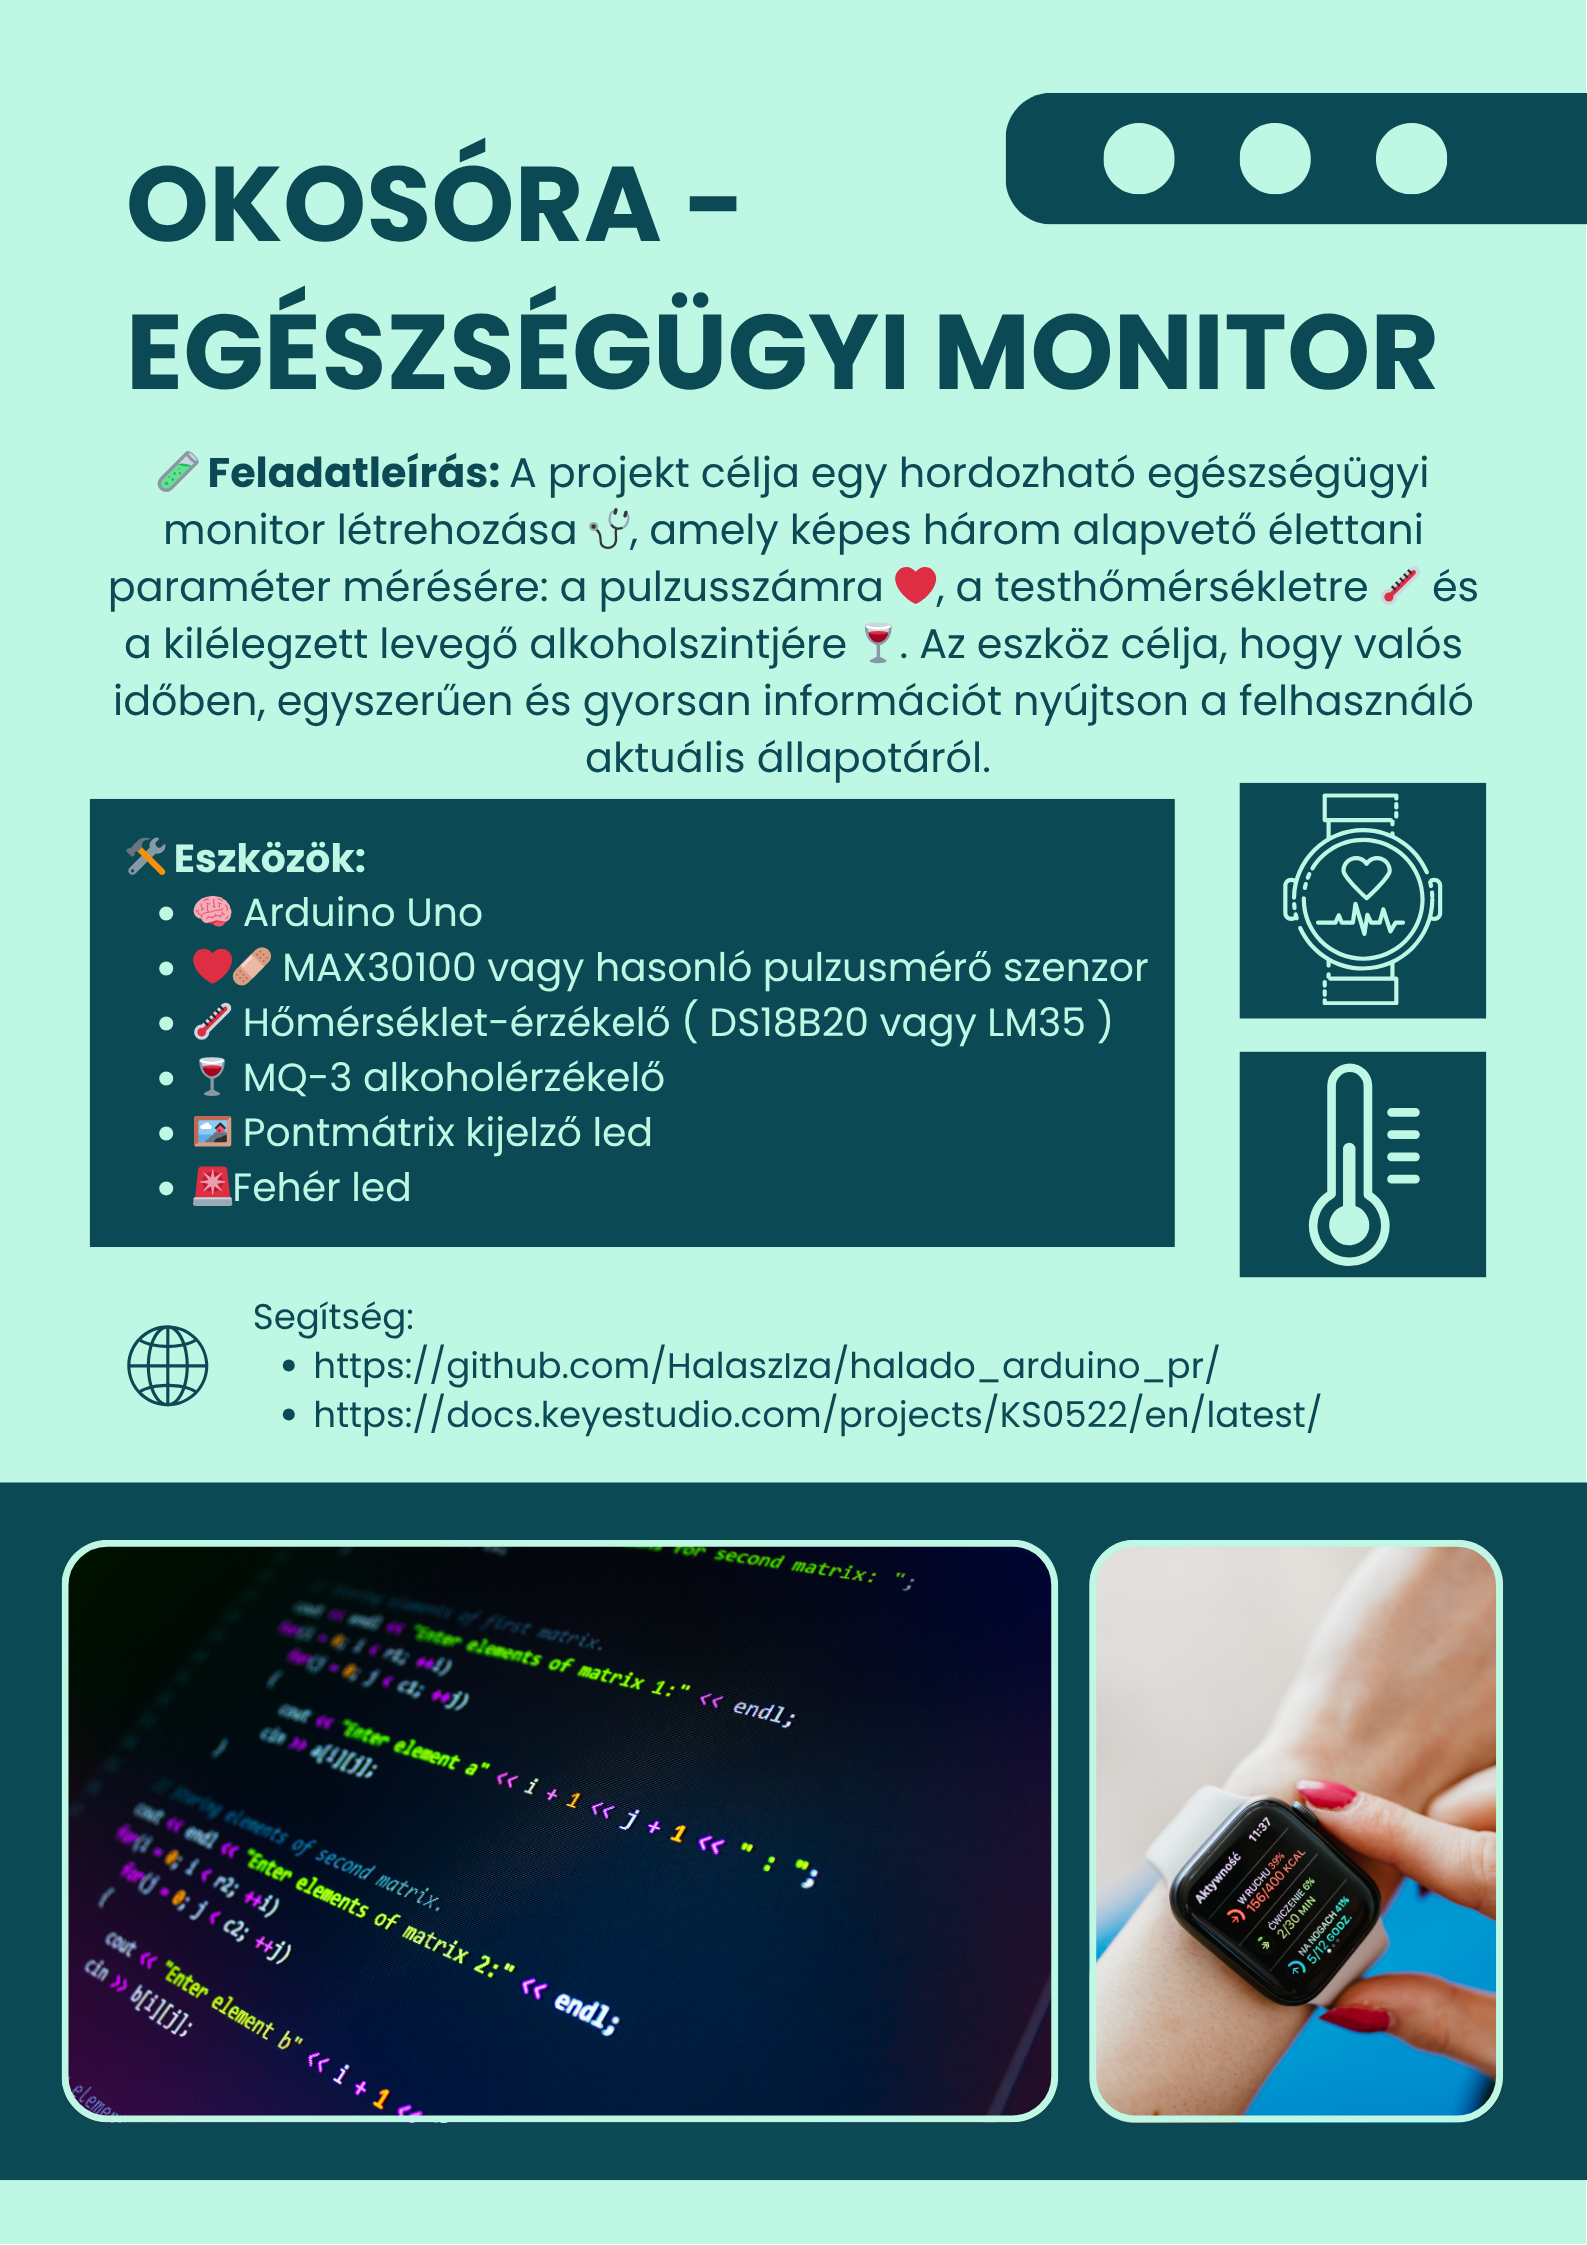 OKOSÓRA -
EGÉSZSÉGÜGYI MONITOR
🧪 Feladatleírás: A projekt célja egy hordozható egészségügyi
monitor létrehozása 🩺, amely képes három alapvető élettani
paraméter mérésére: a pulzusszámra ❤️, a testhőmérsékletre 🌡️ és
a kilélegzett levegő alkoholszintjére 🍷. Az eszköz célja, hogy valós
időben, egyszerűen és gyorsan információt nyújtson a felhasználó
aktuális állapotáról.
🛠️ Eszközök:
• 🧠 Arduino Uno
• ❤️🩹 MAX30100 vagy hasonló pulzusmérő szenzor
• 🌡️ Hőmérséklet-érzékelő ( DS18B20 vagy LM35 )
• 🍷 MQ-3 alkoholérzékelő
• 🖼️ Pontmátrix kijelző led
• 🚨Fehér led
Segítség:
• https://github.com/HalaszIza/halado_arduino_pr/
• https://docs.keyestudio.com/projects/KS0522/en/latest/
for second matrix: ";
// Storing elements of first matrix.
cout << endl << "Enter elements of matrix 1:" << endl;
for(i = 0; i < r1; ++i)
for(j = 0; j < c1; ++j)
{
cout << "Enter element a" << i + 1 << j + 1 << " : ";
cin >> a[i][j];
}
// Storing elements of second matrix.
cout << endl << "Enter elements of matrix 2:" << endl;
for(i = 0; i < r2; ++i)
for(j = 0; j < c2; ++j)
{
cout << "Enter element b" << i + 1 <<
cin >> b[i][j];
Aktywność 11:37
W RUCHU 39%
156/400 KCAL
ĆWICZENIE 6%
2/30 MIN
NA NOGACH 41%
5/12 GODZ.